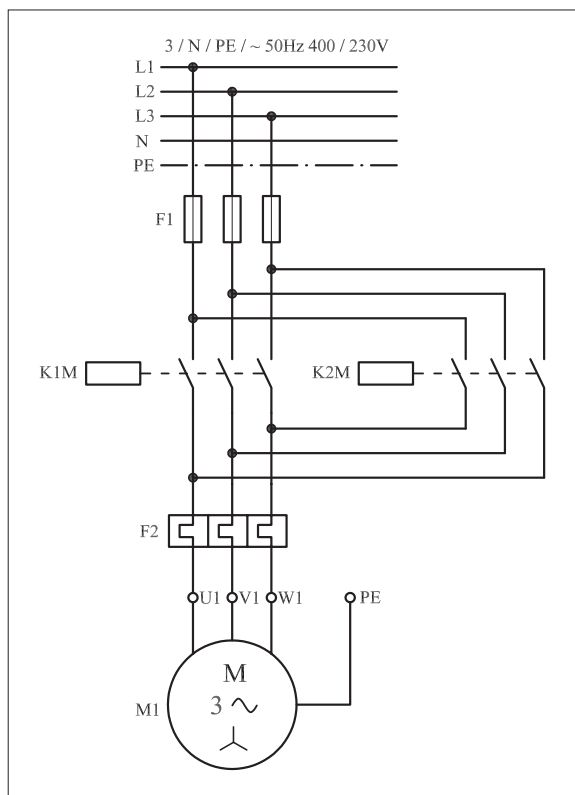 3 / N / PE / ~ 50Hz 400 / 230V
L1
L2
L3
N
PE
F1
K1M
K2M
F2
U1 V1 W1 PE
M
3
M1